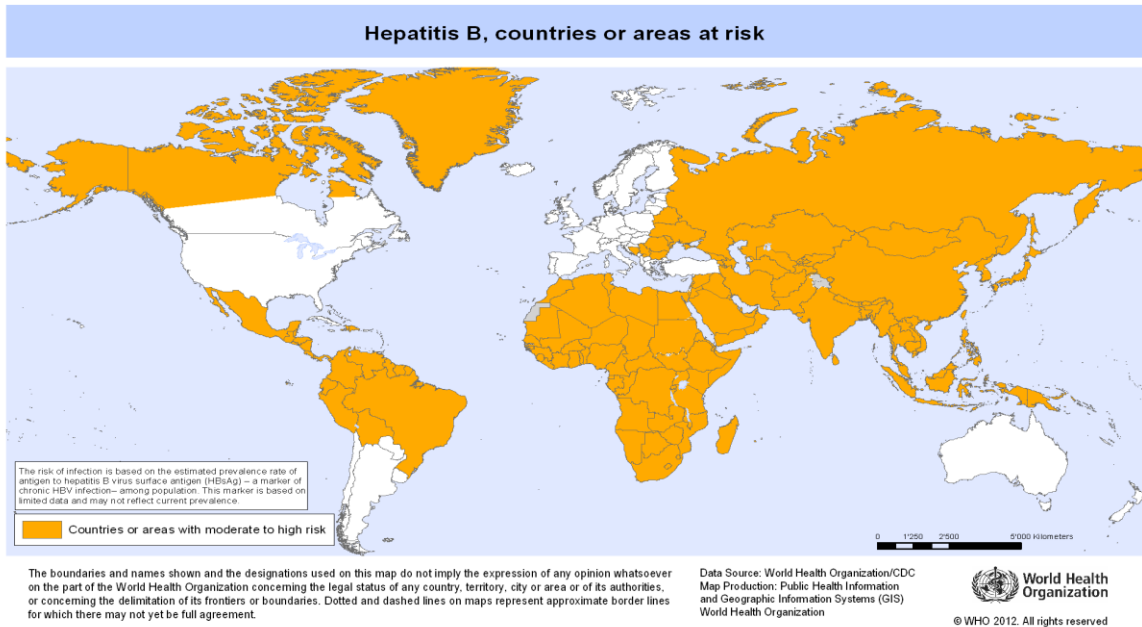 Hepatitis B, countries or areas at risk
The risk of infection is based on the estimated prevalence rate of
antigen to hepatitis B virus surface antigen (HBsAg) – a marker of
chronic HBV infection– among population. This marker is based on
limited data and may not reflect current prevalence.
Countries or areas with moderate to high risk
0 1'250 2'500 5'000 Kilometers
The boundaries and names shown and the designations used on this map do not imply the expression of any opinion whatsoever
on the part of the World Health Organization concerning the legal status of any country, territory, city or area or of its authorities,
or concerning the delimitation of its frontiers or boundaries. Dotted and dashed lines on maps represent approximate border lines
for which there may not yet be full agreement.
Data Source: World Health Organization/CDC
Map Production: Public Health Information
and Geographic Information Systems (GIS)
World Health Organization
World Health
Organization
© WHO 2012. All rights reserved